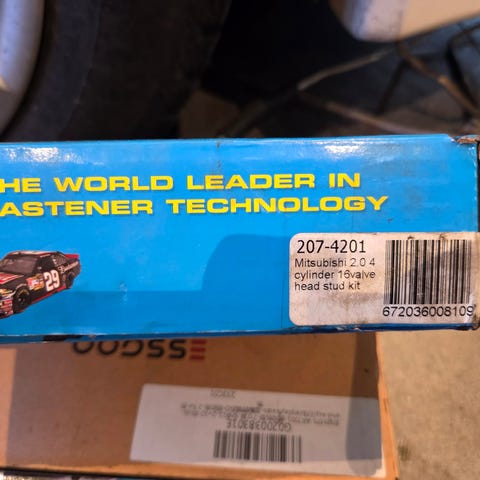 HE WORLD LEADER IN
ASTENER TECHNOLOGY
29
207-4201
Mitsubishi 2.0 4
cylinder 16valve
head stud kit
672036008109
G0200383016